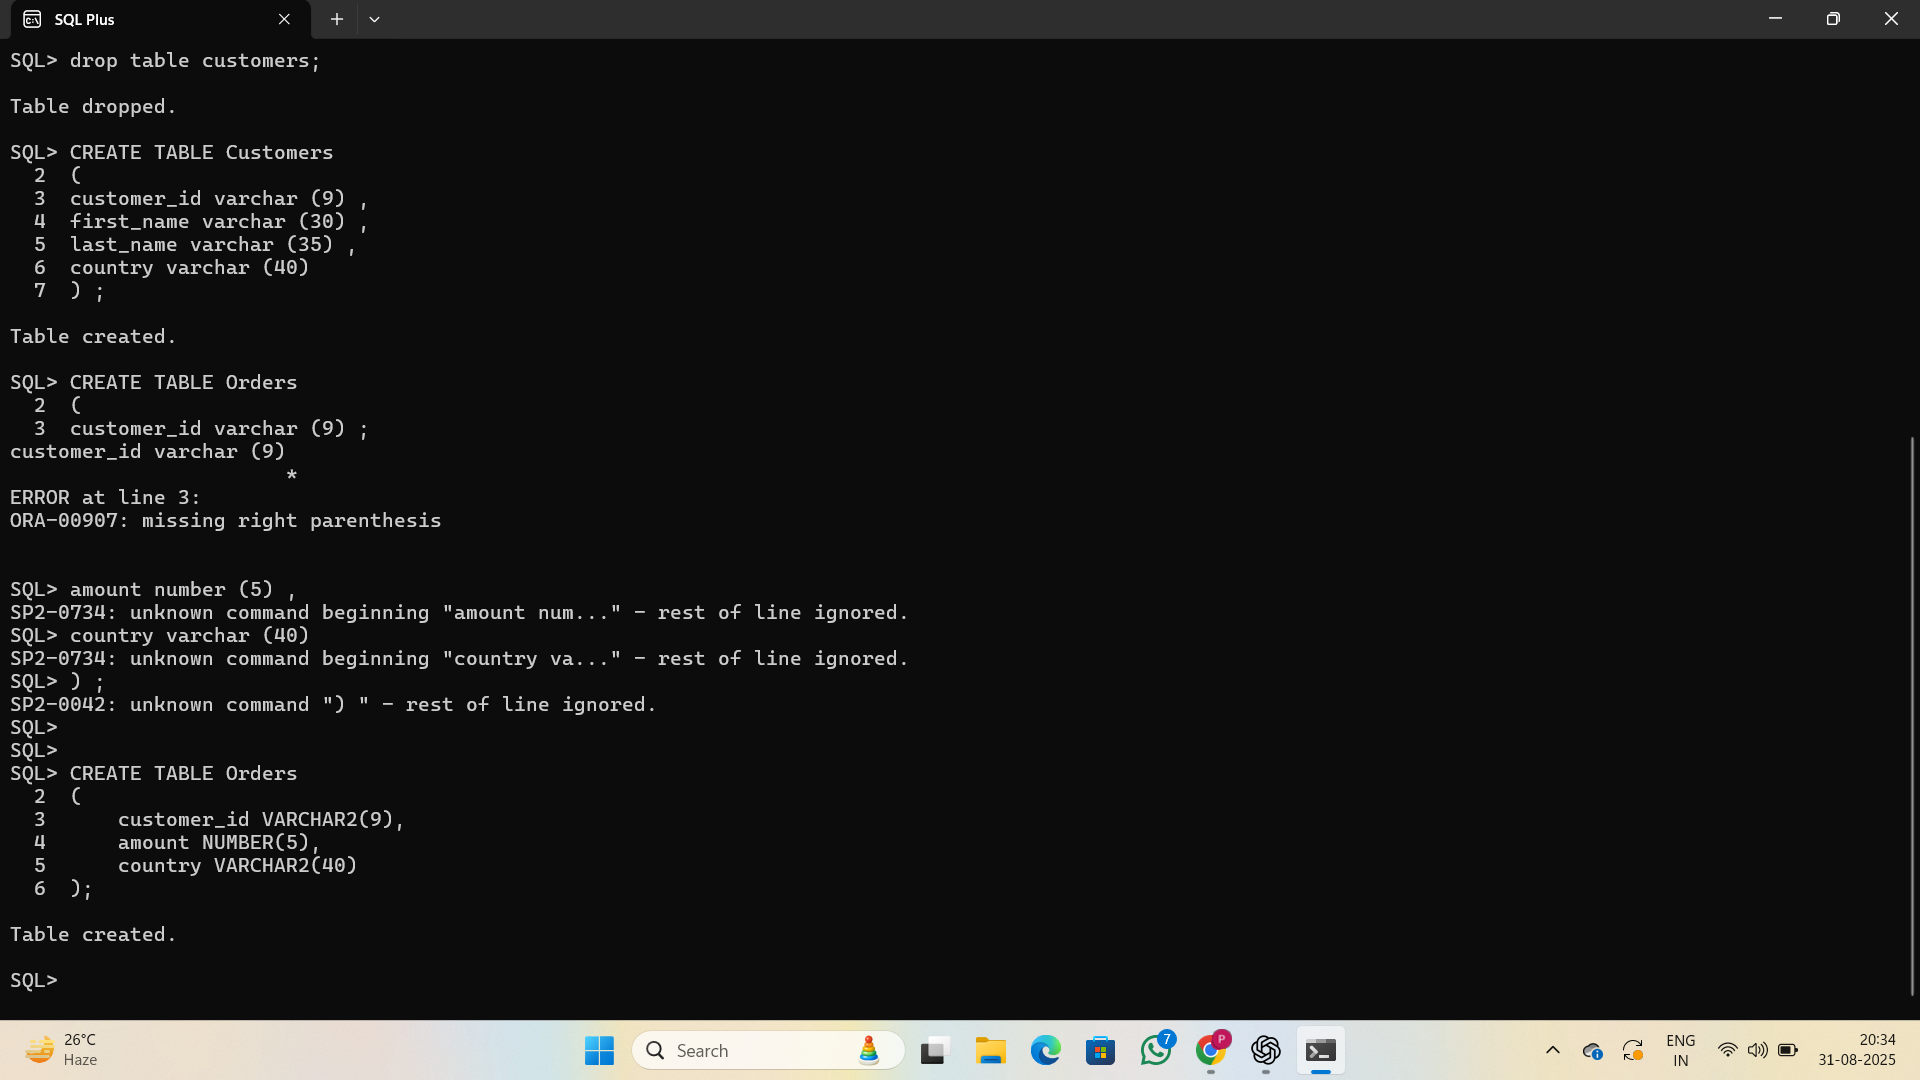 SQL Plus
SQL> drop table customers;
Table dropped.
SQL> CREATE TABLE Customers
2 (
3 customer_id varchar (9) ,
4 first_name varchar (30) ,
5 last_name varchar (35) ,
6 country varchar (40)
7 ) ;
Table created.
SQL> CREATE TABLE Orders
2 (
3 customer_id varchar (9) ;
customer_id varchar (9)
*
ERROR at line 3:
ORA-00907: missing right parenthesis
SQL> amount number (5) ,
SP2-0734: unknown command beginning "amount num..." - rest of line ignored.
SQL> country varchar (40)
SP2-0734: unknown command beginning "country va..." - rest of line ignored.
SQL> ) ;
SP2-0042: unknown command ") " - rest of line ignored.
SQL>
SQL>
SQL> CREATE TABLE Orders
2 (
3 customer_id VARCHAR2(9),
4 amount NUMBER(5),
5 country VARCHAR2(40)
6 );
Table created.
SQL>
26°C
Haze
Search
7
P
ENG
IN
20:34
31-08-2025